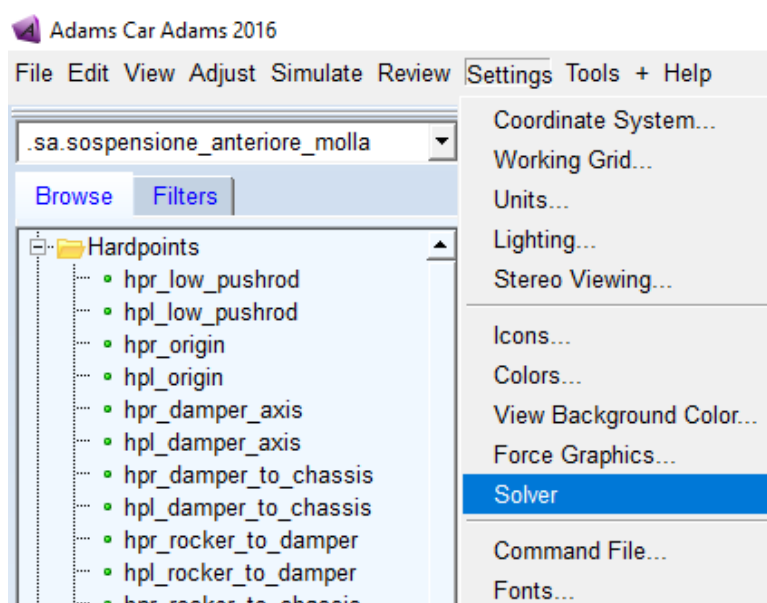 Adams Car Adams 2016
File Edit View Adjust Simulate Review Settings Tools + Help
.sa.sospensione_anteriore_molla
Browse Filters
Hardpoints
hpr_low_pushrod
hpl_low_pushrod
hpr_origin
hpl_origin
hpr_damper_axis
hpl_damper_axis
hpr_damper_to_chassis
hpl_damper_to_chassis
hpr_rocker_to_damper
hpl_rocker_to_damper
hpr_rocker_to_chassis
Coordinate System...
Working Grid...
Units...
Lighting...
Stereo Viewing...
Icons...
Colors...
View Background Color...
Force Graphics...
Solver
Command File...
Fonts...